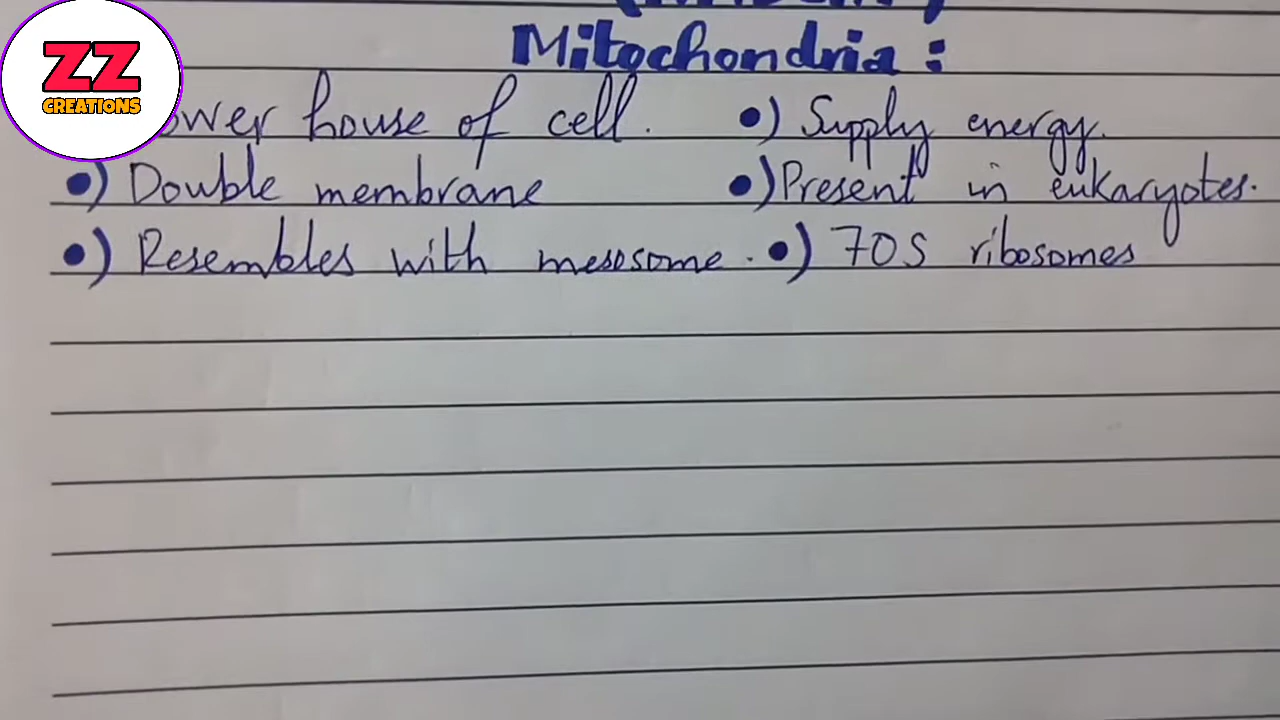 Mitochondria :
ZZ
CREATIONS
ower house of cell. •) Supply energy.
•) Double membrane •) Present in eukaryotes.
•) Resembles with mesosome. •) 70S ribosomes